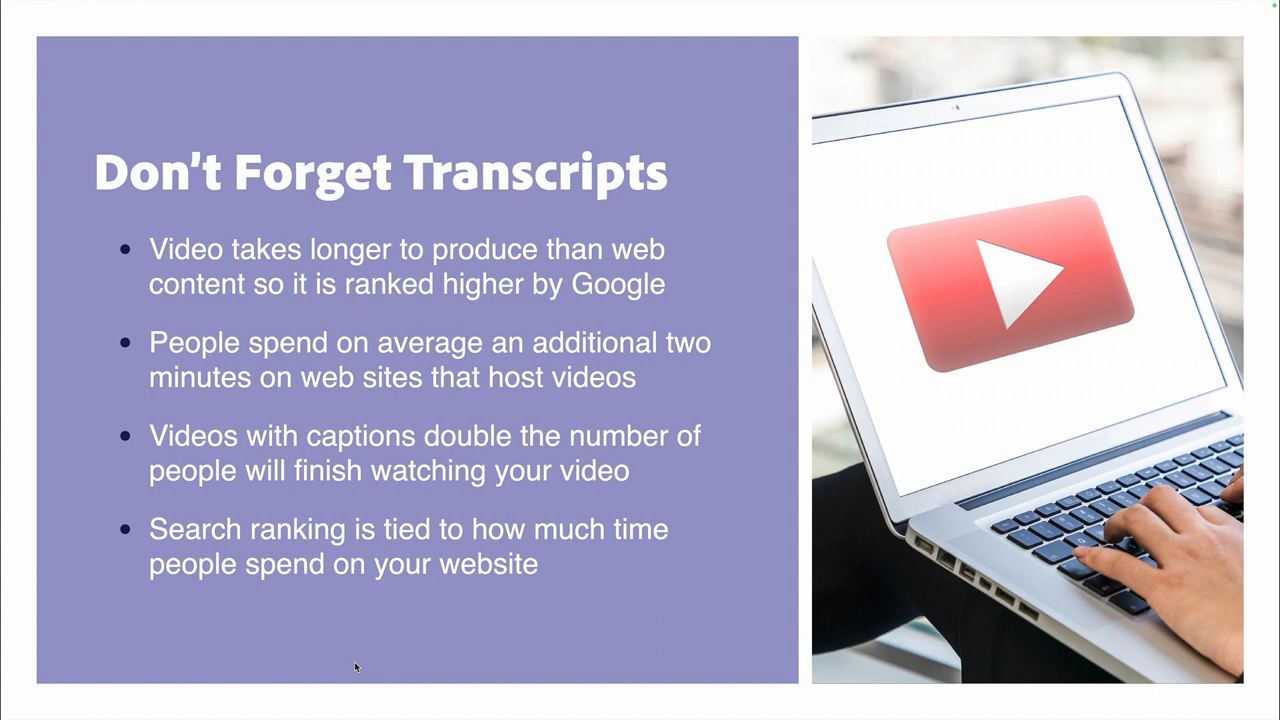 Don't Forget Transcripts
• Video takes longer to produce than web
content so it is ranked higher by Google
• People spend on average an additional two
minutes on web sites that host videos
• Videos with captions double the number of
people will finish watching your video
• Search ranking is tied to how much time
people spend on your website